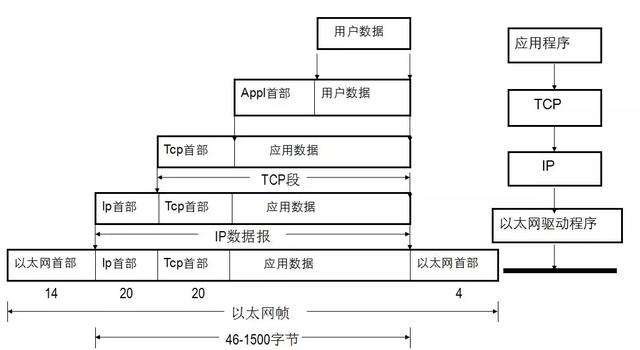 用户数据
应用程序
Appl首部 用户数据
TCP
Tcp首部 应用数据
TCP段
IP
Ip首部 Tcp首部 应用数据
以太网驱动程序
IP数据报
以太网首部 Ip首部 Tcp首部 应用数据 以太网首部
14 20 20 4
以太网帧
46-1500字节